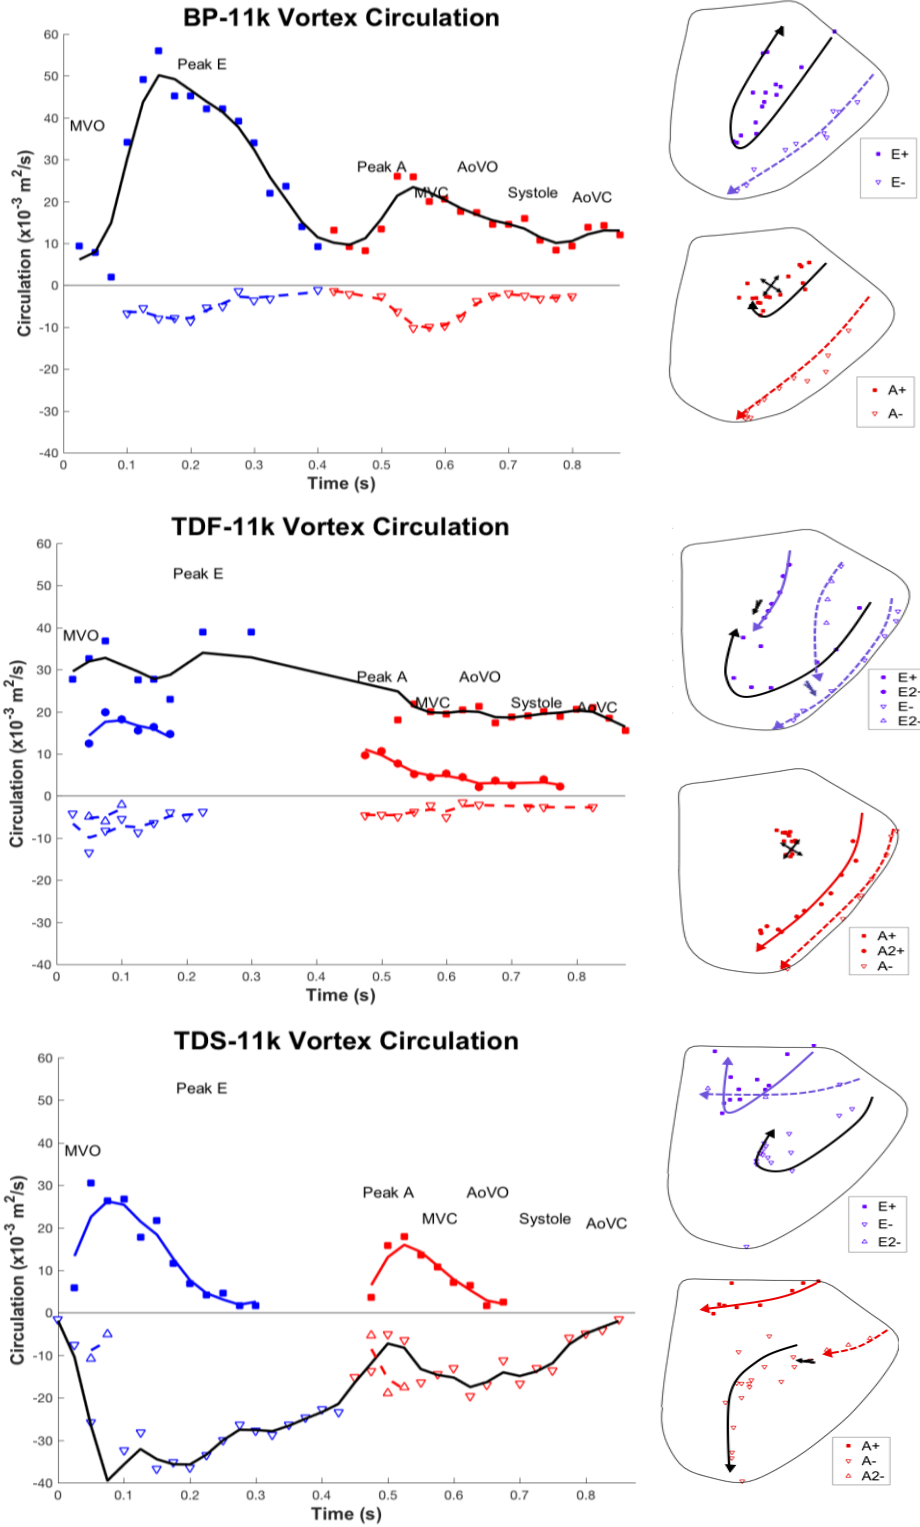 BP-11k Vortex Circulation
Circulation (x10⁻³ m²/s)
60
50
40
30
20
10
0
-10
-20
-30
-40
MVO
Peak E
Peak A
MVC
AoVO
Systole
AoVC
0 0.1 0.2 0.3 0.4 0.5 0.6 0.7 0.8
Time (s)
E+
E-
A+
A-
TDF-11k Vortex Circulation
Circulation (x10⁻³ m²/s)
60
50
40
30
20
10
0
-10
-20
-30
-40
MVO
Peak E
Peak A
MVC
AoVO
Systole
AoVC
0 0.1 0.2 0.3 0.4 0.5 0.6 0.7 0.8
Time (s)
E+
E2-
E-
E2-
A+
A2+
A-
TDS-11k Vortex Circulation
Circulation (x10⁻³ m²/s)
60
50
40
30
20
10
0
-10
-20
-30
-40
MVO
Peak E
Peak A
MVC
AoVO
Systole
AoVC
0 0.1 0.2 0.3 0.4 0.5 0.6 0.7 0.8
Time (s)
E+
E-
E2-
A+
A-
A2-